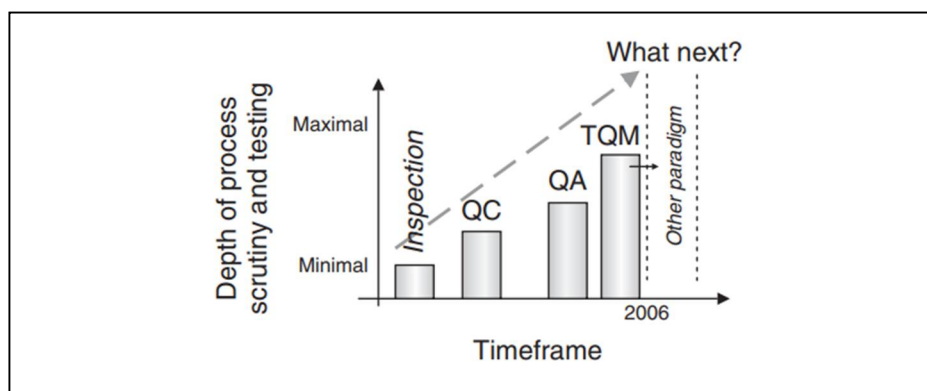 What next?
Depth of process
scrutiny and testing
Maximal
Minimal
Inspection
QC
QA
TQM
Other paradigm
2006
Timeframe